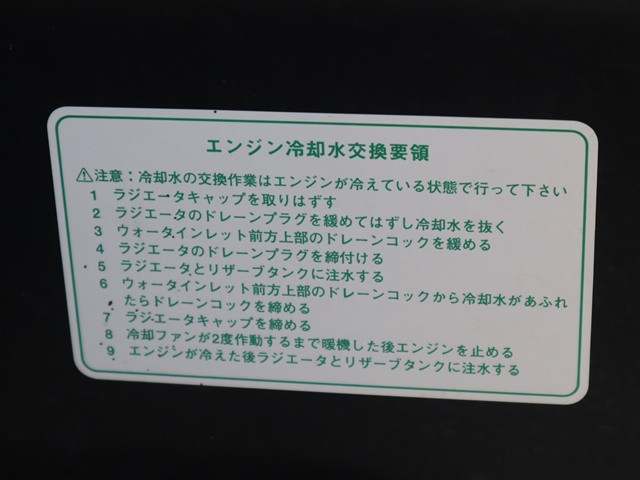 エンジン冷却水交換要領
⚠注意：冷却水の交換作業はエンジンが冷えている状態で行って下さい
1 ラジエータキャップを取りはずす
2 ラジエータのドレーンプラグを緩めてはずし冷却水を抜く
3 ウォータインレット前方上部のドレーンコックを緩める
4 ラジエータのドレーンプラグを締付ける
5 ラジエータとリザーブタンクに注水する
6 ウォータインレット前方上部のドレーンコックから冷却水があふれ
たらドレーンコックを締める
7 ラジエータキャップを締める
8 冷却ファンが2度作動するまで暖機した後エンジンを止める
9 エンジンが冷えた後ラジエータとリザーブタンクに注水する